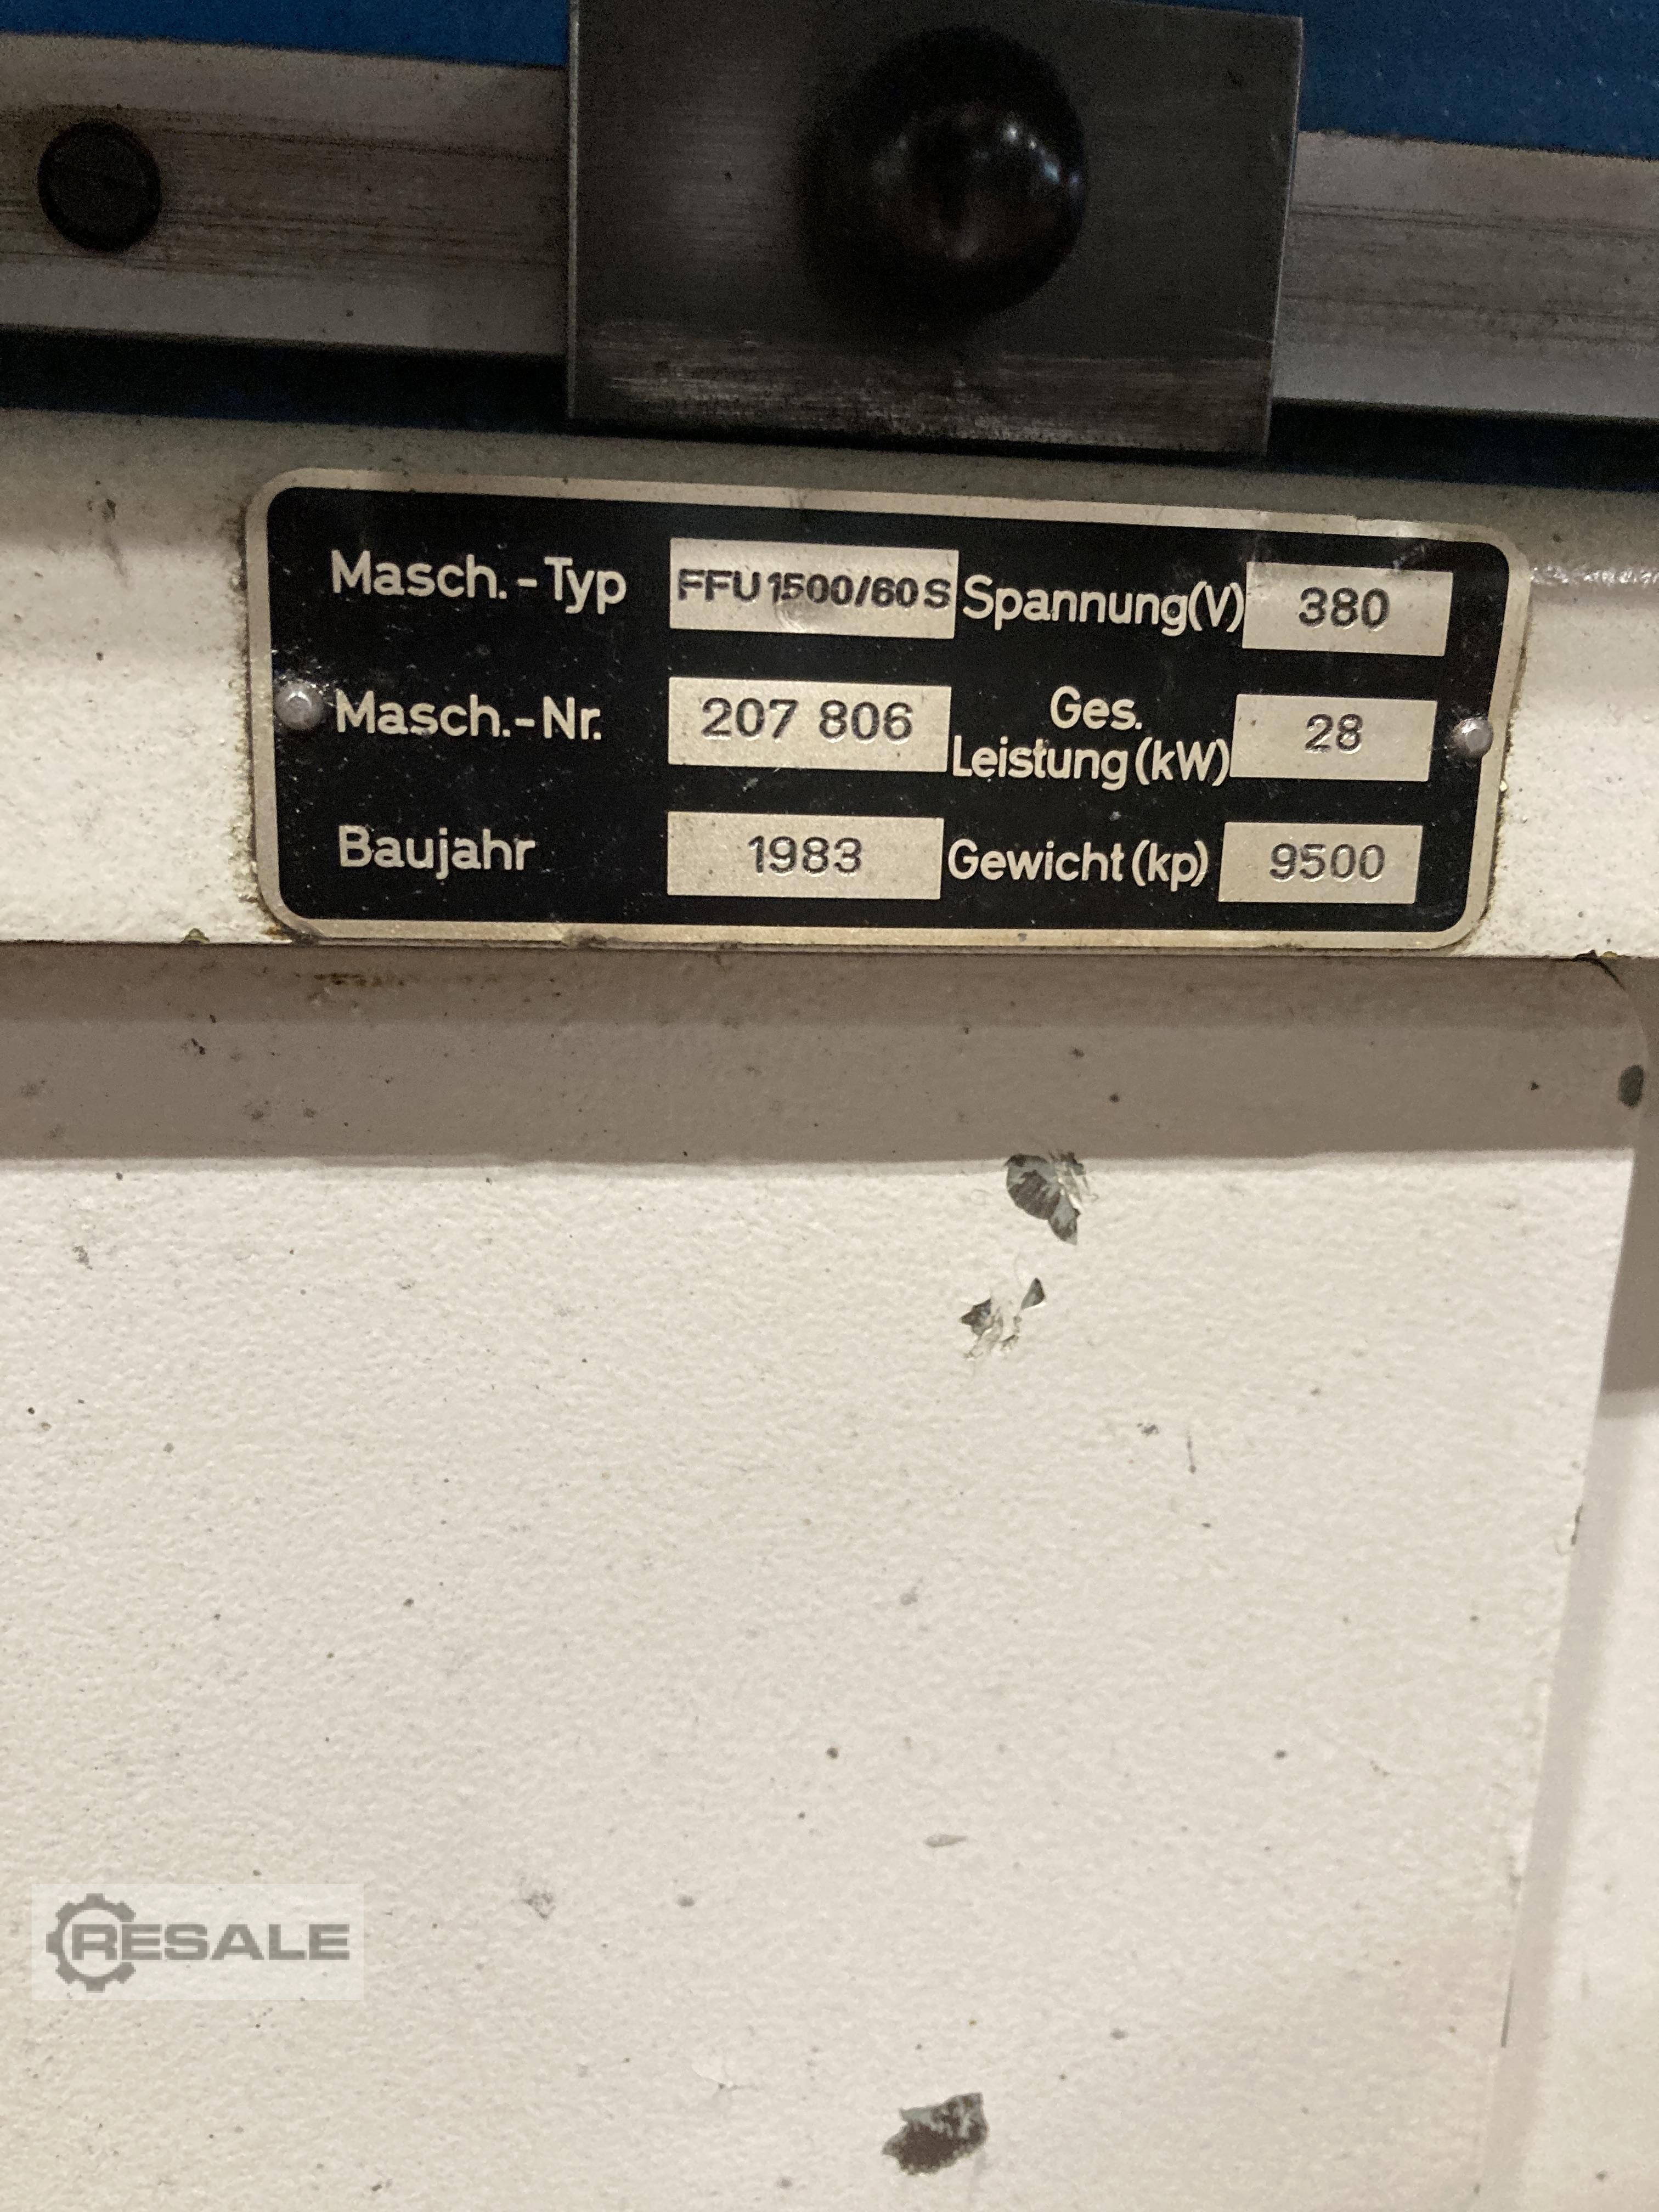 Masch.-Typ FFU 1500/60 S Spannung(V) 380
Masch.-Nr. 207 806 Ges. Leistung (kW) 28
Baujahr 1983 Gewicht (kp) 9500
RESALE